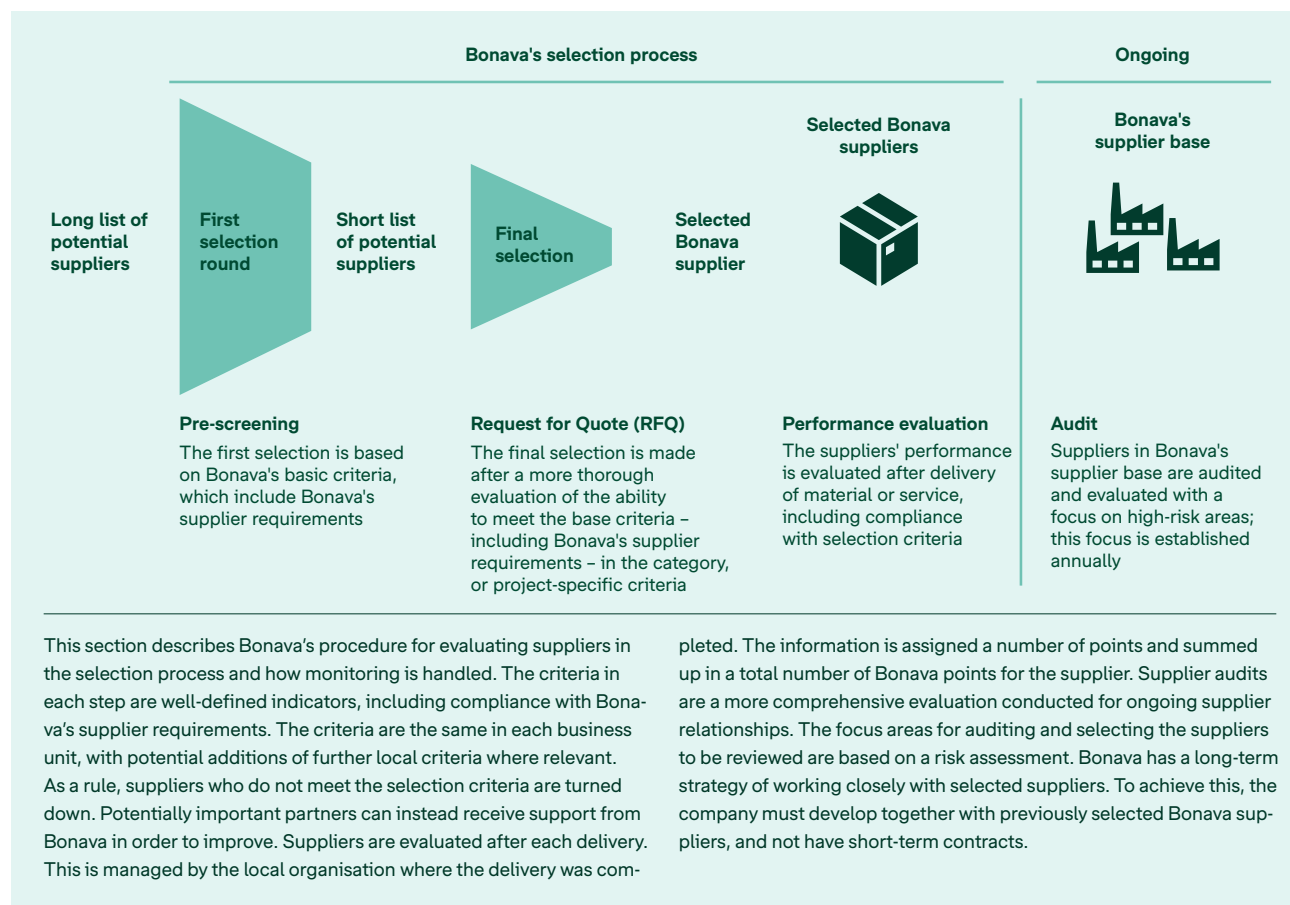 Bonava's selection process
Ongoing
Long list of
potential
suppliers
First
selection
round
Short list
of potential
suppliers
Final
selection
Selected
Bonava
supplier
Selected Bonava
suppliers
Bonava's
supplier base
Pre-screening
The first selection is based
on Bonava's basic criteria,
which include Bonava's
supplier requirements
Request for Quote (RFQ)
The final selection is made
after a more thorough
evaluation of the ability
to meet the base criteria –
including Bonava's supplier
requirements – in the category,
or project-specific criteria
Performance evaluation
The suppliers' performance
is evaluated after delivery
of material or service,
including compliance
with selection criteria
Audit
Suppliers in Bonava's
supplier base are audited
and evaluated with a
focus on high-risk areas;
this focus is established
annually
This section describes Bonava’s procedure for evaluating suppliers in
the selection process and how monitoring is handled. The criteria in
each step are well-defined indicators, including compliance with Bona-
va’s supplier requirements. The criteria are the same in each business
unit, with potential additions of further local criteria where relevant.
As a rule, suppliers who do not meet the selection criteria are turned
down. Potentially important partners can instead receive support from
Bonava in order to improve. Suppliers are evaluated after each delivery.
This is managed by the local organisation where the delivery was com-
pleted. The information is assigned a number of points and summed
up in a total number of Bonava points for the supplier. Supplier audits
are a more comprehensive evaluation conducted for ongoing supplier
relationships. The focus areas for auditing and selecting the suppliers
to be reviewed are based on a risk assessment. Bonava has a long-term
strategy of working closely with selected suppliers. To achieve this, the
company must develop together with previously selected Bonava sup-
pliers, and not have short-term contracts.